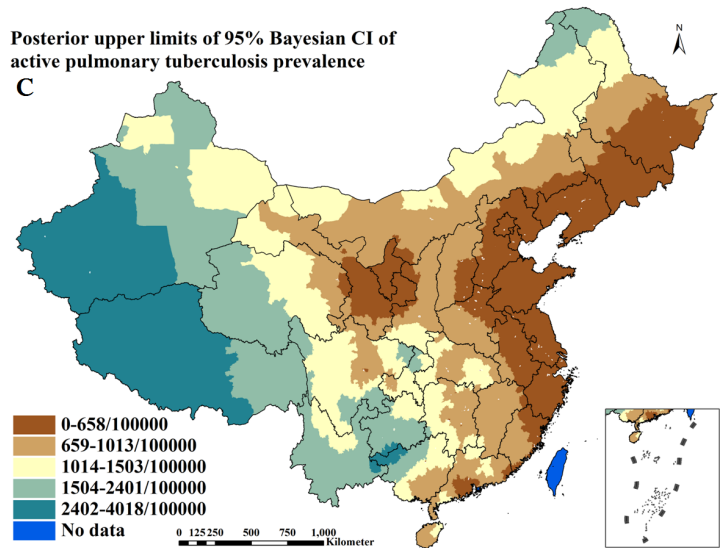 Posterior upper limits of 95% Bayesian CI of
active pulmonary tuberculosis prevalence
C
N
0-658/100000
659-1013/100000
1014-1503/100000
1504-2401/100000
2402-4018/100000
No data
0 125 250 500 750 1,000
Kilometer